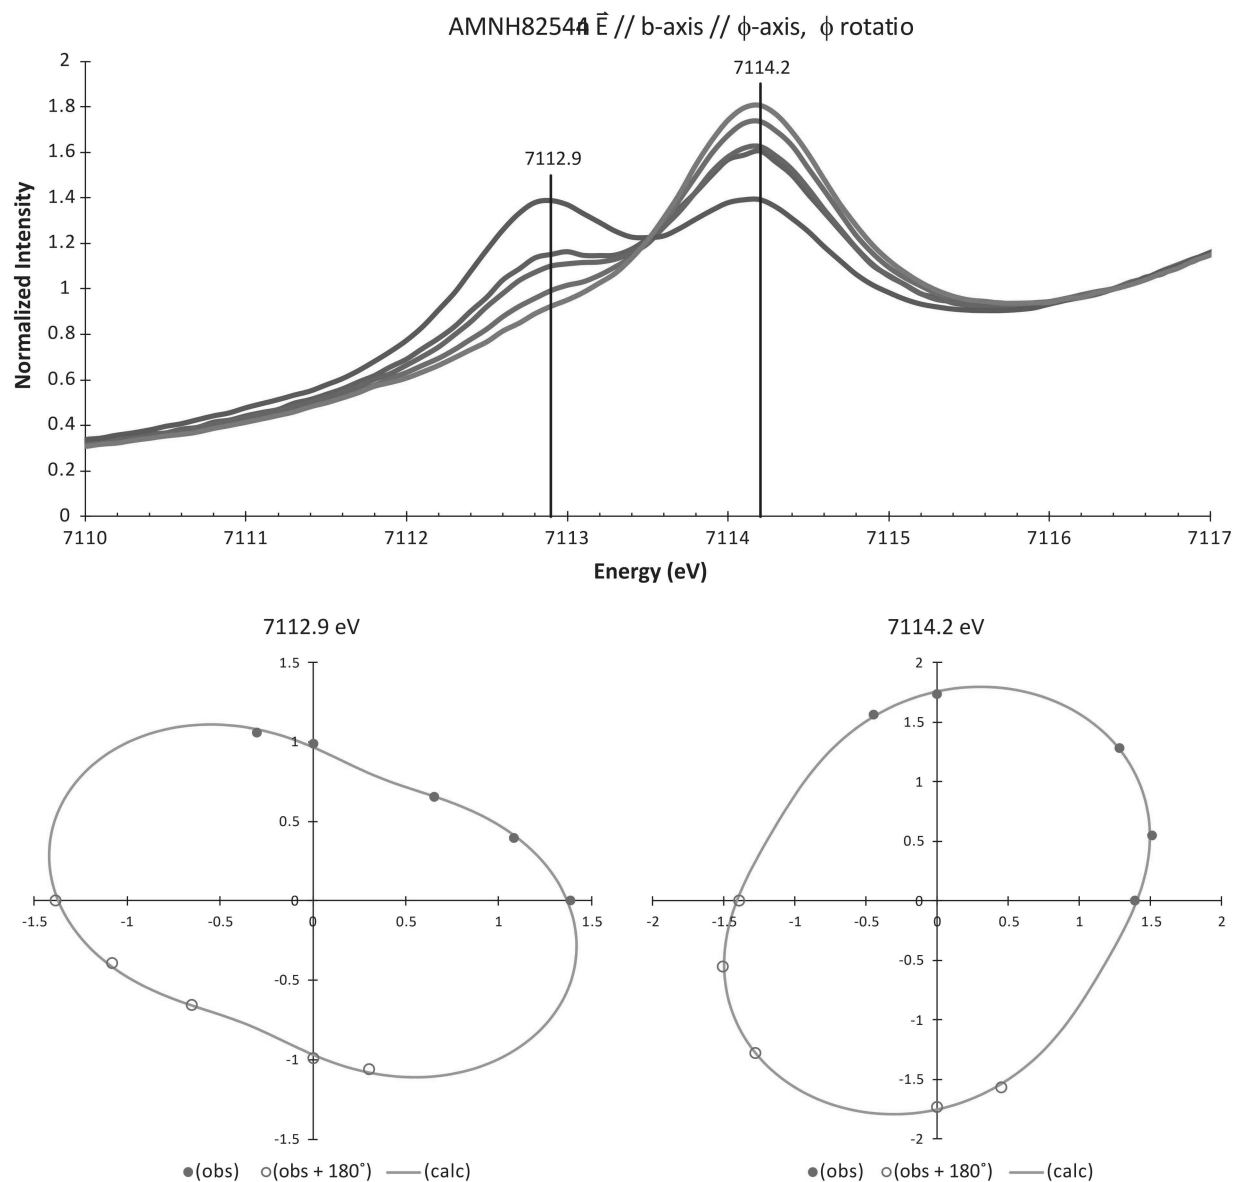 AMNH82544 E⃗ // b-axis // ϕ-axis, ϕ rotatio
7114.2
7112.9
Normalized Intensity
2
1.8
1.6
1.4
1.2
1
0.8
0.6
0.4
0.2
0
7110 7111 7112 7113 7114 7115 7116 7117
Energy (eV)
7112.9 eV
1.5
1
0.5
0
-0.5
-1
-1.5
-1.5 -1 -0.5 0 0.5 1 1.5
(obs) (obs + 180˚) (calc)
7114.2 eV
2
1.5
1
0.5
0
-0.5
-1
-1.5
-2
-2 -1.5 -1 -0.5 0 0.5 1 1.5 2
(obs) (obs + 180˚) (calc)